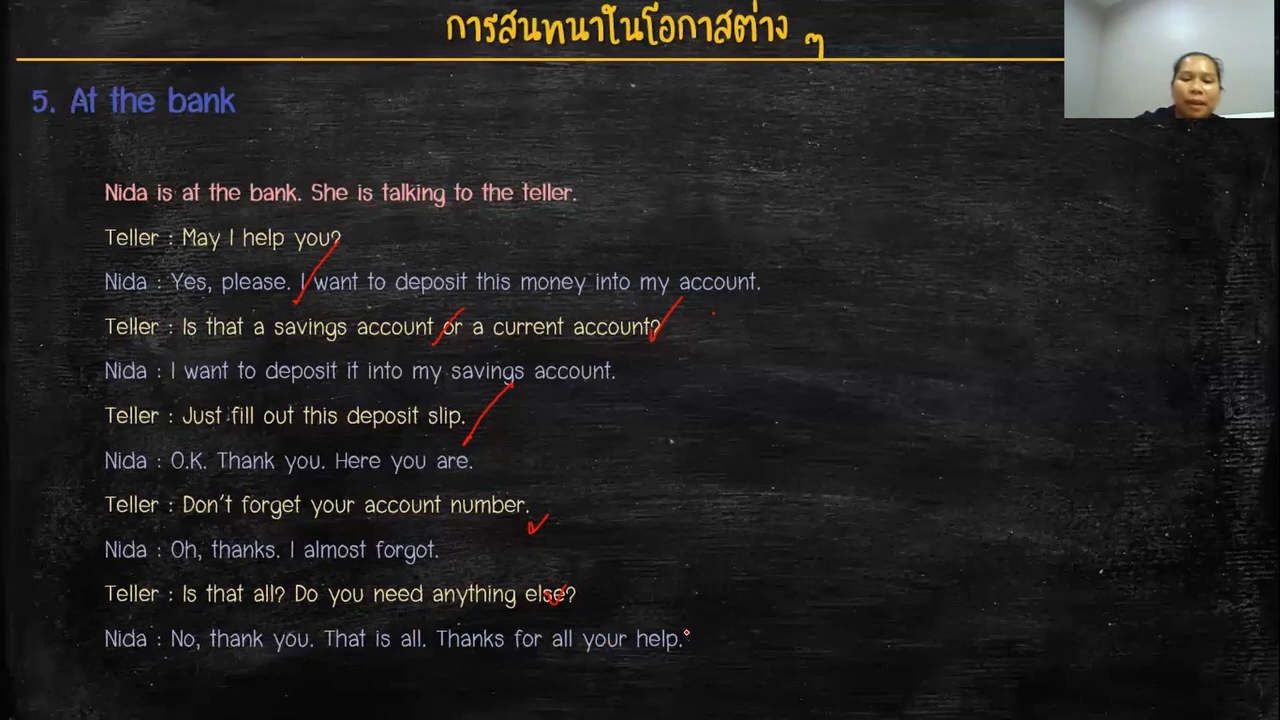 การสนทนาในโอกาสต่าง ๆ
5. At the bank
Nida is at the bank. She is talking to the teller.
Teller : May I help you?
Nida : Yes, please. I want to deposit this money into my account.
Teller : Is that a savings account or a current account?
Nida : I want to deposit it into my savings account.
Teller : Just fill out this deposit slip.
Nida : O.K. Thank you. Here you are.
Teller : Don't forget your account number.
Nida : Oh, thanks. I almost forgot.
Teller : Is that all? Do you need anything else?
Nida : No, thank you. That is all. Thanks for all your help.